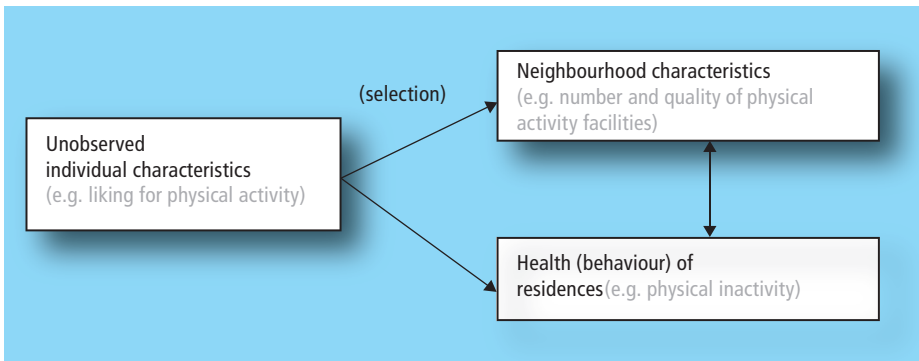 Unobserved
individual characteristics
(e.g. liking for physical activity)
(selection)
Neighbourhood characteristics
(e.g. number and quality of physical
activity facilities)
Health (behaviour) of
residences(e.g. physical inactivity)